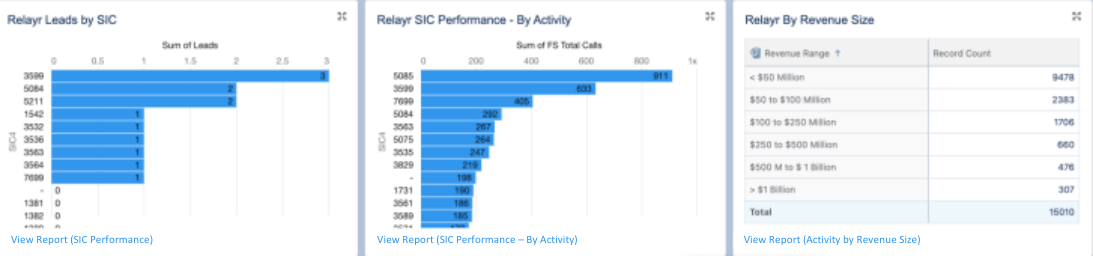 Relayr Leads by SIC
Sum of Leads
0 0.5 1 1.5 2 2.5 3
SIC4
3599 3
5084 2
5211 2
1542 1
3532 1
3536 1
3563 1
3564 1
7699 1
- 0
1381 0
1382 0
View Report (SIC Performance)
Relayr SIC Performance - By Activity
Sum of FS Total Calls
0 200 400 600 800 1k
SIC4
5085 911
3599 633
7699 405
5084 292
3563 267
5075 264
3535 247
3829 219
- 198
1731 190
3561 186
3589 185
View Report (SIC Performance – By Activity)
Relayr By Revenue Size
Revenue Range ↑ Record Count
< $50 Million 9478
$50 to $100 Million 2383
$100 to $250 Million 1706
$250 to $500 Million 660
$500 M to $ 1 Billion 476
> $1 Billion 307
Total 15010
View Report (Activity by Revenue Size)